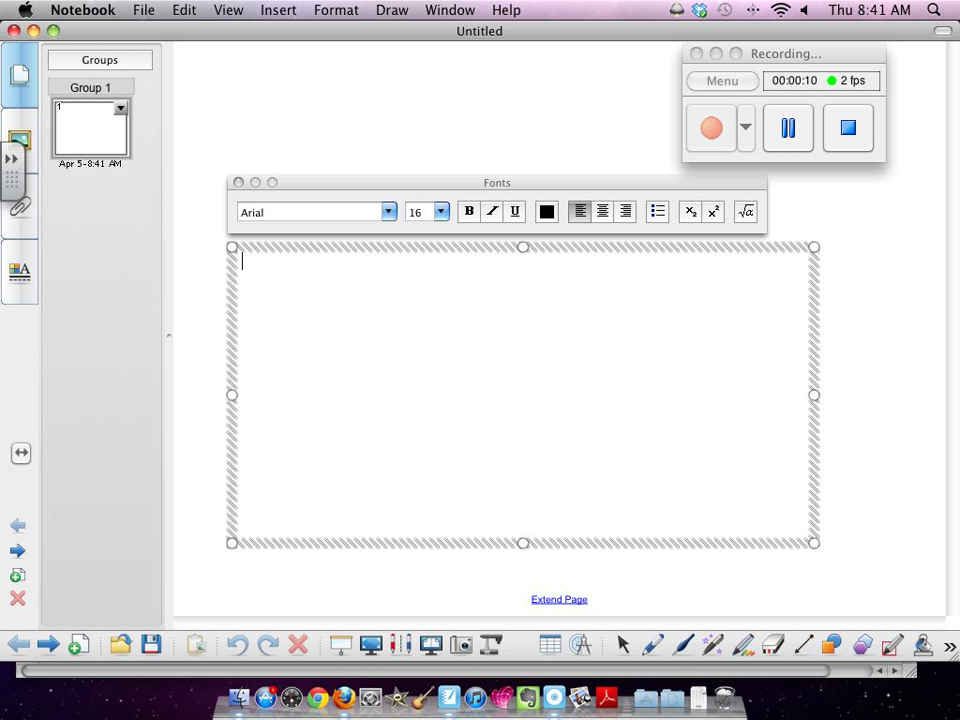 Notebook File Edit View Insert Format Draw Window Help Thu 8:41 AM
Untitled
Groups
Group 1
1
Apr 5-8:41 AM
Recording...
Menu 00:00:10 2 fps
Fonts
Arial 16 B I U X₂ X² √α
Extend Page